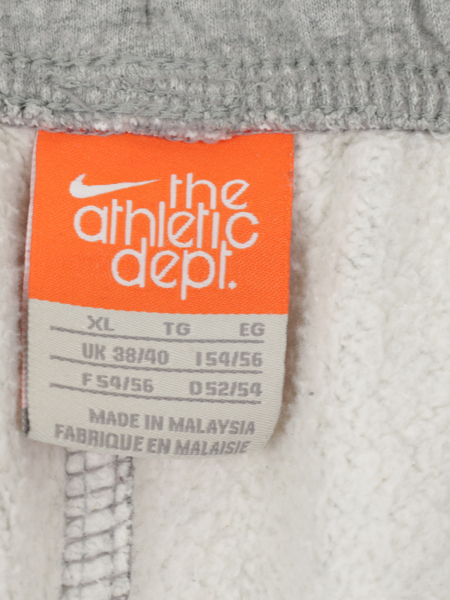 the
athletic
dept.
XL TG EG
UK 38/40 I 54/56
F 54/56 D 52/54
MADE IN MALAYSIA
FABRIQUE EN MALAISIE